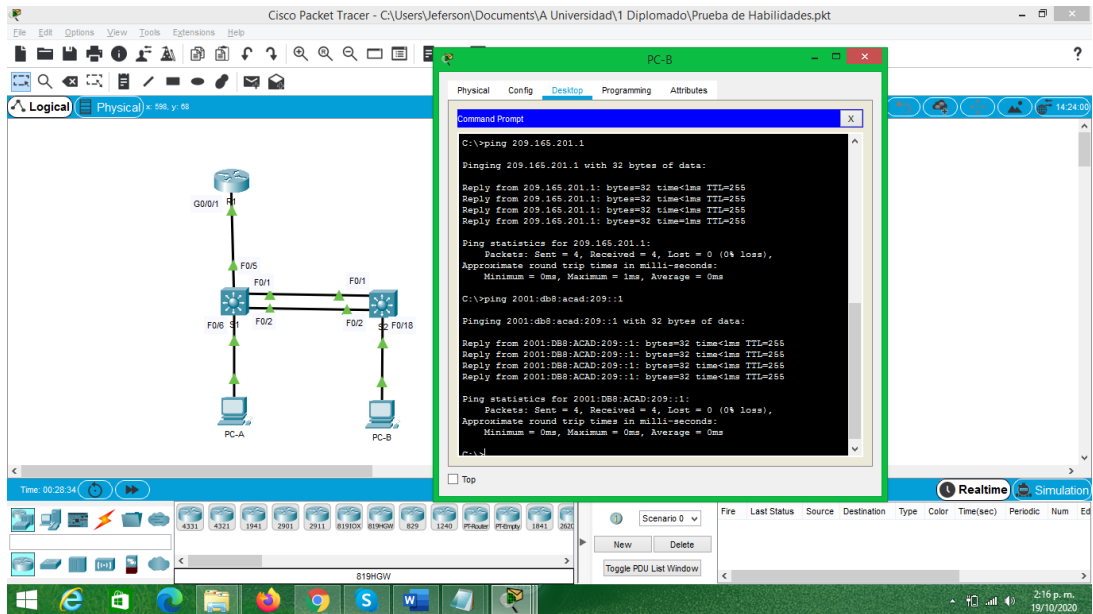 Cisco Packet Tracer - C:\Users\Jeferson\Documents\A Universidad\1 Diplomado\Prueba de Habilidades.pkt
File Edit Options View Tools Extensions Help
Logical Physical x: 598, y: 68
14:24:00
PC-B
Physical Config Desktop Programming Attributes
Command Prompt
X
C:\>ping 209.165.201.1
Pinging 209.165.201.1 with 32 bytes of data:
Reply from 209.165.201.1: bytes=32 time<1ms TTL=255
Reply from 209.165.201.1: bytes=32 time<1ms TTL=255
Reply from 209.165.201.1: bytes=32 time<1ms TTL=255
Reply from 209.165.201.1: bytes=32 time=1ms TTL=255
Ping statistics for 209.165.201.1:
Packets: Sent = 4, Received = 4, Lost = 0 (0% loss),
Approximate round trip times in milli-seconds:
Minimum = 0ms, Maximum = 1ms, Average = 0ms
C:\>ping 2001:db8:acad:209::1
Pinging 2001:db8:acad:209::1 with 32 bytes of data:
Reply from 2001:DB8:ACAD:209::1: bytes=32 time<1ms TTL=255
Reply from 2001:DB8:ACAD:209::1: bytes=32 time<1ms TTL=255
Reply from 2001:DB8:ACAD:209::1: bytes=32 time<1ms TTL=255
Reply from 2001:DB8:ACAD:209::1: bytes=32 time<1ms TTL=255
Ping statistics for 2001:DB8:ACAD:209::1:
Packets: Sent = 4, Received = 4, Lost = 0 (0% loss),
Approximate round trip times in milli-seconds:
Minimum = 0ms, Maximum = 0ms, Average = 0ms
C:\>
Top
G0/0/1 R1
F0/5
F0/1 F0/1
F0/6 S1 F0/2 F0/2 S2 F0/18
PC-A PC-B
Time: 00:28:34
Realtime Simulation
4331 4321 1941 2901 2911 819IOX 819HGW 829 1240 PT-Router PT-Empty 1841 2620
819HGW
Scenario 0
New Delete
Toggle PDU List Window
Fire Last Status Source Destination Type Color Time(sec) Periodic Num Ed
2:16 p. m.
19/10/2020